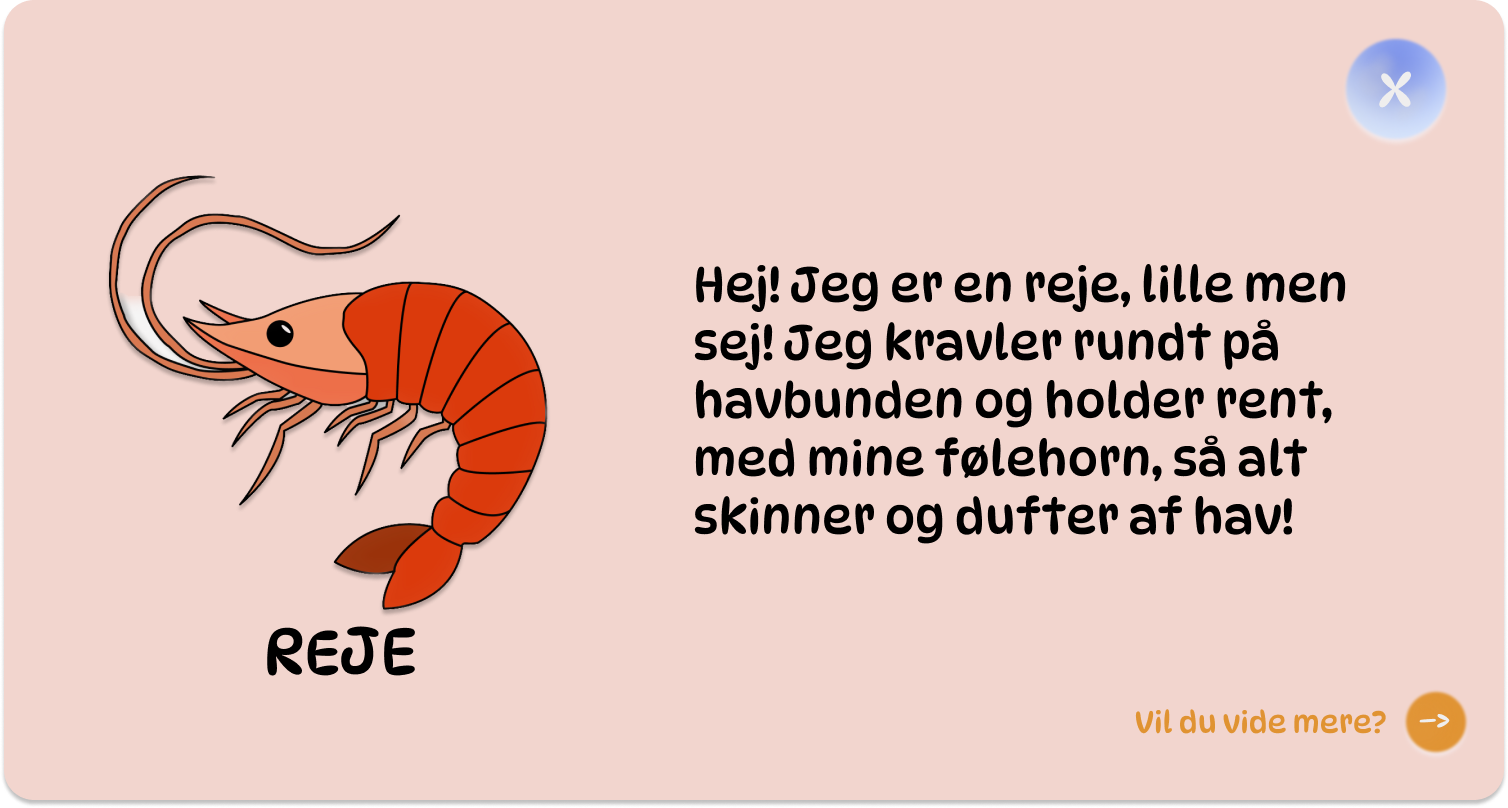 Hej! Jeg er en reje, lille men
sej! Jeg kravler rundt på
havbunden og holder rent,
med mine følehorn, så alt
skinner og dufter af hav!
REJE
Vil du vide mere?